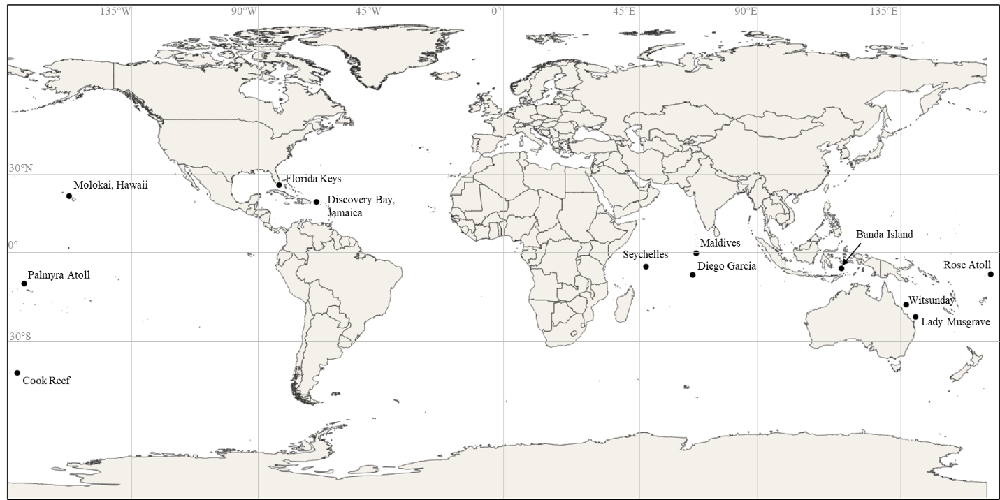 135°W 90°W 45°W 0° 45°E 90°E 135°E
30°N
Florida Keys
Molokai, Hawaii
Discovery Bay,
Jamaica
Banda Island
Maldives
0°
Seychelles
Diego Garcia
Rose Atoll
Palmyra Atoll
Witsunday
Lady Musgrave
30°S
Cook Reef